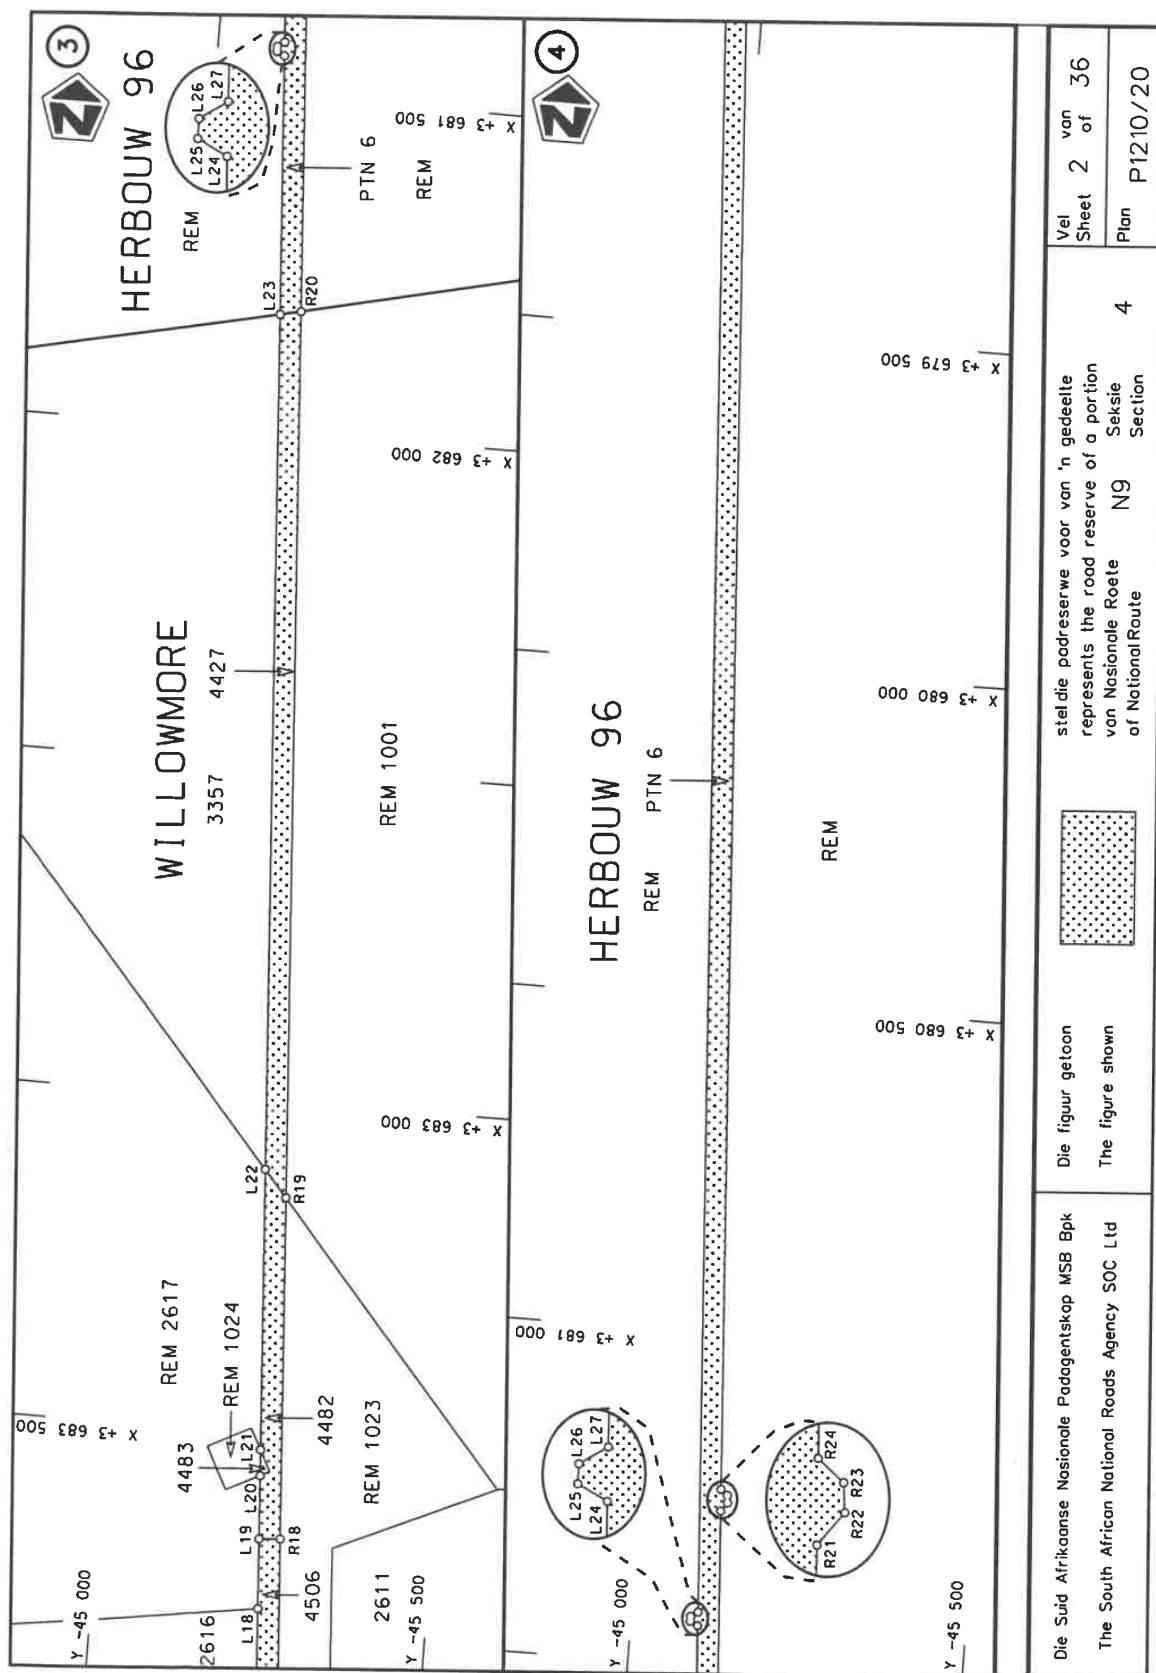 3
Z
HERBOUW 96
REM
L24
L25
L26
L27
PTN 6
REM
X +3 681 500
L23
R20
X +3 682 000
WILLOWMORE
3357
4427
REM 1001
X +3 683 000
L22
R19
REM 2617
REM 1024
X +3 683 500
4483
4482
REM 1023
L21
L20
L19
R18
L18
4506
2611
2616
Y -45 000
Y -45 500
4
Z
HERBOUW 96
REM
PTN 6
REM
X +3 679 500
X +3 680 000
X +3 680 500
X +3 681 000
L24
L25
L26
L27
R21
R22
R23
R24
Y -45 000
Y -45 500
Die Suid Afrikaanse Nasionale Padagentskap MSB Bpk
The South African National Roads Agency SOC Ltd
Die figuur getoon
The figure shown
stel die padreserwe voor van 'n gedeelte
represents the road reserve of a portion
van Nasionale Roete N9 Seksie 4
of National Route Section
Vel 2 van 36
Sheet of
Plan P1210/20